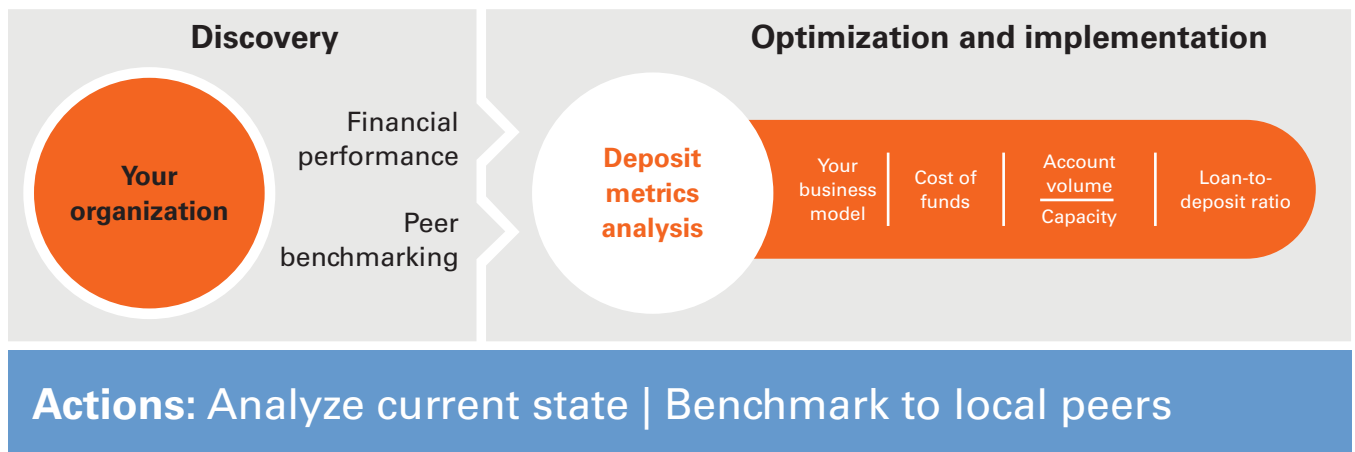 Discovery
Your
organization
Financial
performance
Peer
benchmarking
Optimization and implementation
Deposit
metrics
analysis
Your
business
model
Cost of
funds
Account
volume
Capacity
Loan-to-
deposit ratio
Actions: Analyze current state | Benchmark to local peers